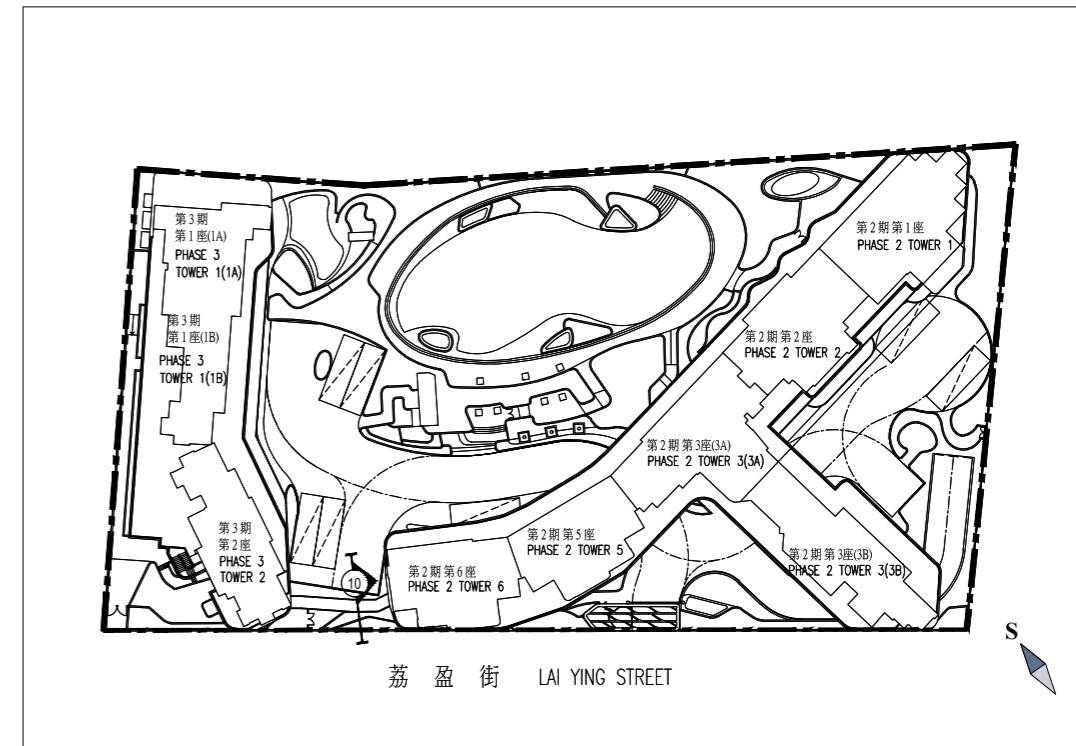 第3期
第1座(1A)
PHASE 3
TOWER 1(1A)
第3期
第1座(1B)
PHASE 3
TOWER 1(1B)
第3期
第2座
PHASE 3
TOWER 2
第2期第1座
PHASE 2 TOWER 1
第2期第2座
PHASE 2 TOWER 2
第2期第3座(3A)
PHASE 2 TOWER 3(3A)
第2期第5座
PHASE 2 TOWER 5
第2期第6座
PHASE 2 TOWER 6
第2期第3座(3B)
PHASE 2 TOWER 3(3B)
10
S
荔盈街 LAI YING STREET